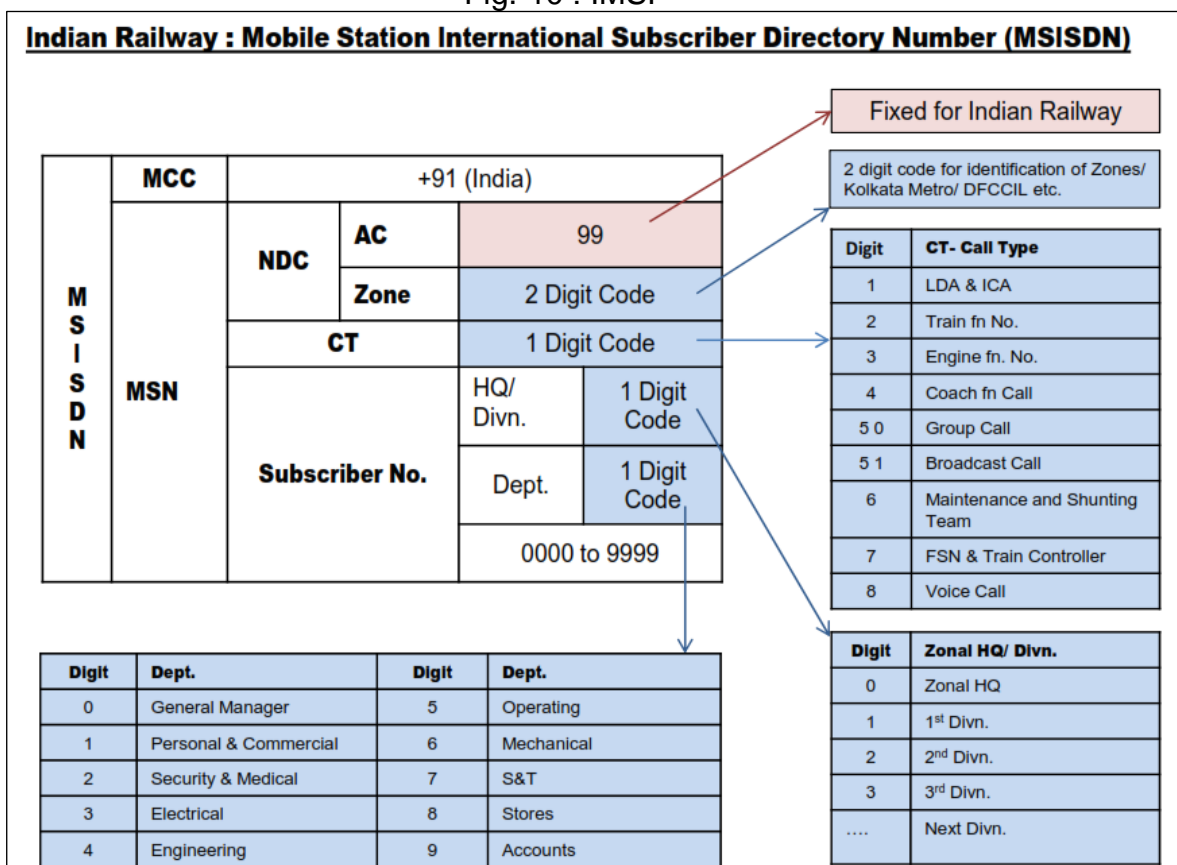 Fig. 10 : IMSI
Indian Railway : Mobile Station International Subscriber Directory Number (MSISDN)
Fixed for Indian Railway
2 digit code for identification of Zones/
Kolkata Metro/ DFCCIL etc.
MSISDN
MCC
+91 (India)
MSN
NDC
AC
99
Zone
2 Digit Code
CT
1 Digit Code
Subscriber No.
HQ/
Divn.
1 Digit
Code
Dept.
1 Digit
Code
0000 to 9999
Digit CT- Call Type
1 LDA & ICA
2 Train fn No.
3 Engine fn. No.
4 Coach fn Call
5 0 Group Call
5 1 Broadcast Call
6 Maintenance and Shunting
Team
7 FSN & Train Controller
8 Voice Call
Digit Dept. Digit Dept.
0 General Manager 5 Operating
1 Personal & Commercial 6 Mechanical
2 Security & Medical 7 S&T
3 Electrical 8 Stores
4 Engineering 9 Accounts
Digit Zonal HQ/ Divn.
0 Zonal HQ
1 1st Divn.
2 2nd Divn.
3 3rd Divn.
.... Next Divn.